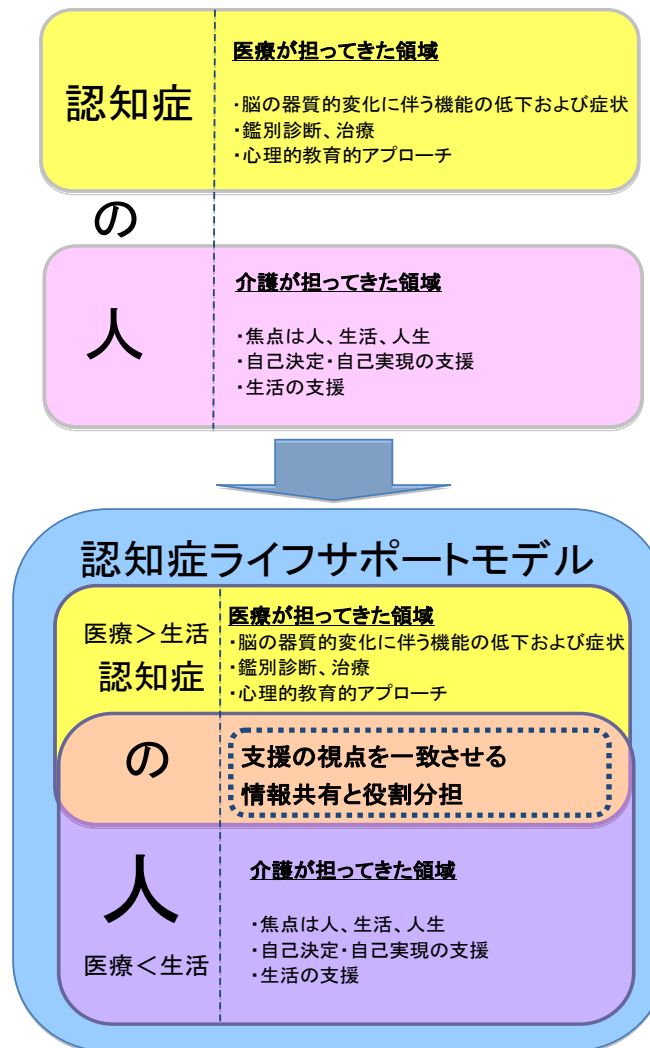 認知症
医療が担ってきた領域
・脳の器質的変化に伴う機能の低下および症状
・鑑別診断、治療
・心理的教育的アプローチ
の
人
介護が担ってきた領域
・焦点は人、生活、人生
・自己決定・自己実現の支援
・生活の支援
認知症ライフサポートモデル
医療＞生活
認知症
医療が担ってきた領域
・脳の器質的変化に伴う機能の低下および症状
・鑑別診断、治療
・心理的教育的アプローチ
の
支援の視点を一致させる
情報共有と役割分担
人
医療＜生活
介護が担ってきた領域
・焦点は人、生活、人生
・自己決定・自己実現の支援
・生活の支援